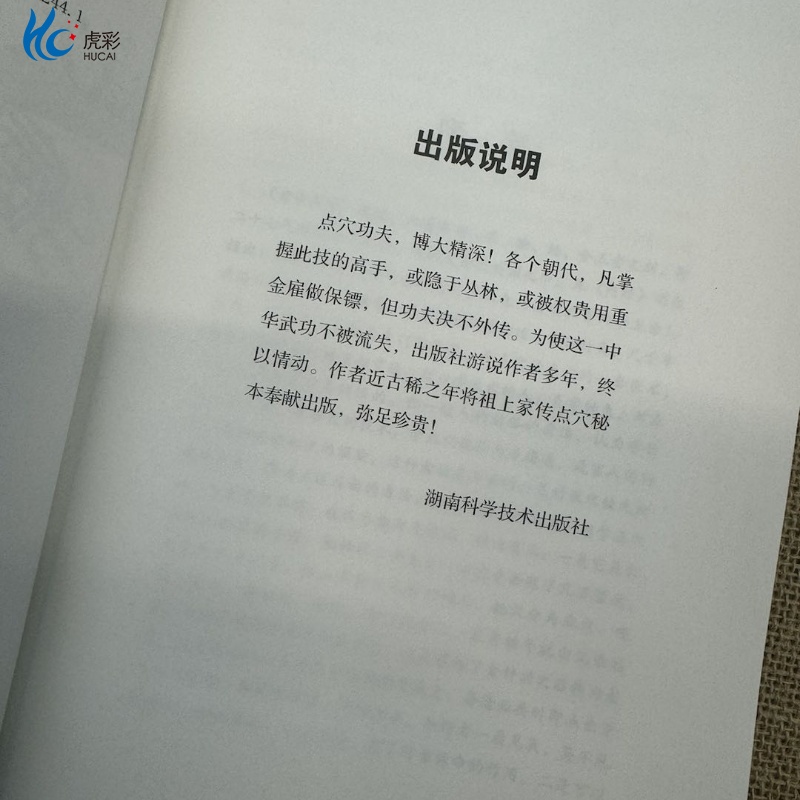 244.1
虎彩
HUCAI
出版说明
点穴功夫，博大精深！各个朝代，凡掌
握此技的高手，或隐于丛林，或被权贵用重
金雇做保镖，但功夫决不外传。为使这一中
华武功不被流失，出版社游说作者多年，终
以情动。作者近古稀之年将祖上家传点穴秘
本奉献出版，弥足珍贵！
湖南科学技术出版社